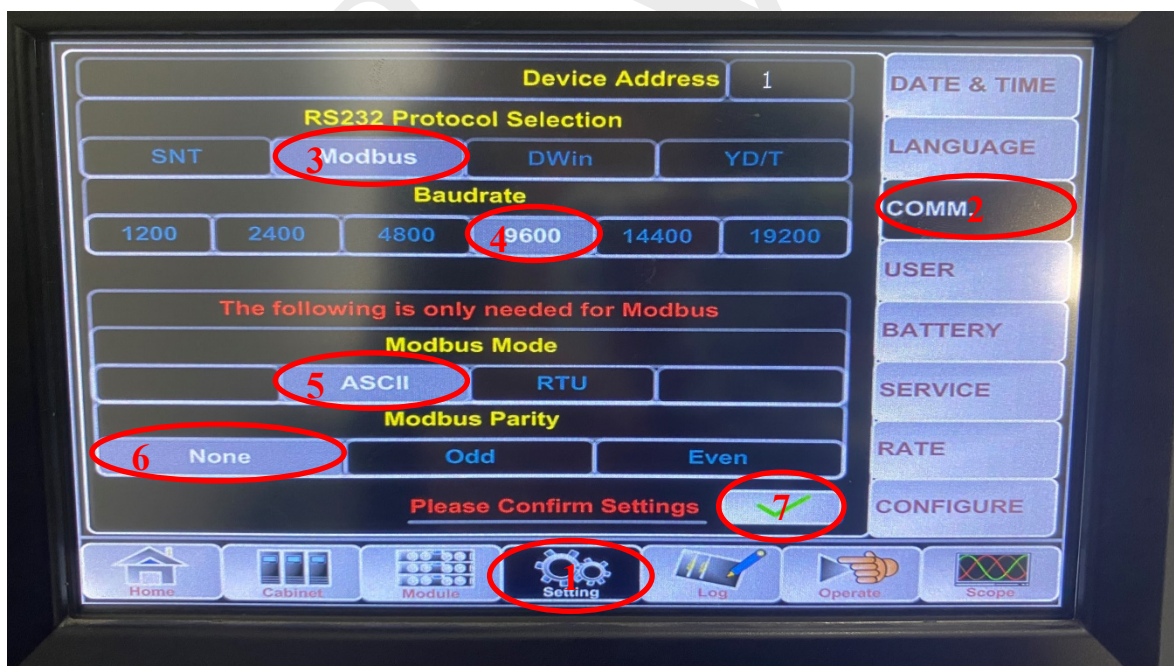 Device Address 1
DATE & TIME
RS232 Protocol Selection
SNT 3 Modbus DWin YD/T
LANGUAGE
Baudrate
COMM. 2
1200 2400 4800 4 9600 14400 19200
USER
The following is only needed for Modbus
BATTERY
Modbus Mode
5 ASCII RTU
SERVICE
Modbus Parity
6 None Odd Even
RATE
Please Confirm Settings 7
CONFIGURE
Home Cabinet Module 1 Setting Log Operate Scope